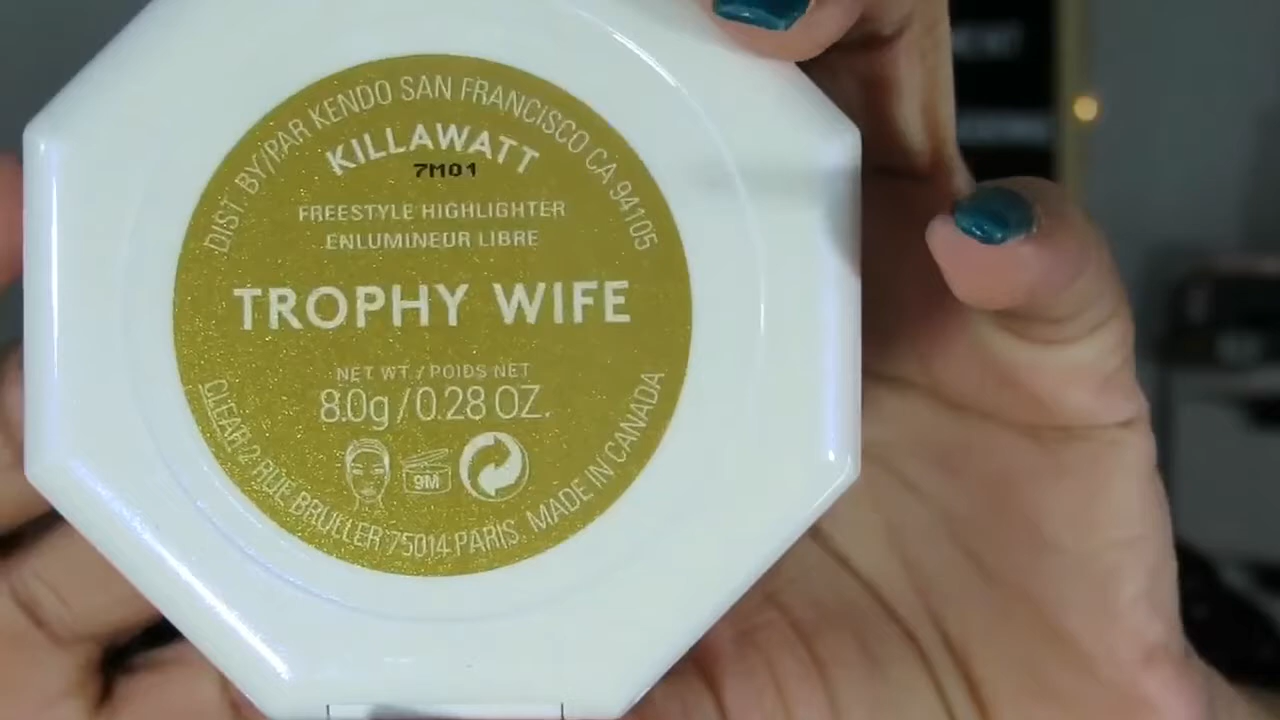 DIST. BY/PAR KENDO SAN FRANCISCO CA 94105
KILLAWATT
7M01
FREESTYLE HIGHLIGHTER
ENLUMINEUR LIBRE
TROPHY WIFE
NET WT./POIDS NET
8.0g/0.28 OZ.
9M
CLEAR 2 RUE BRULLER 75014 PARIS. MADE IN CANADA